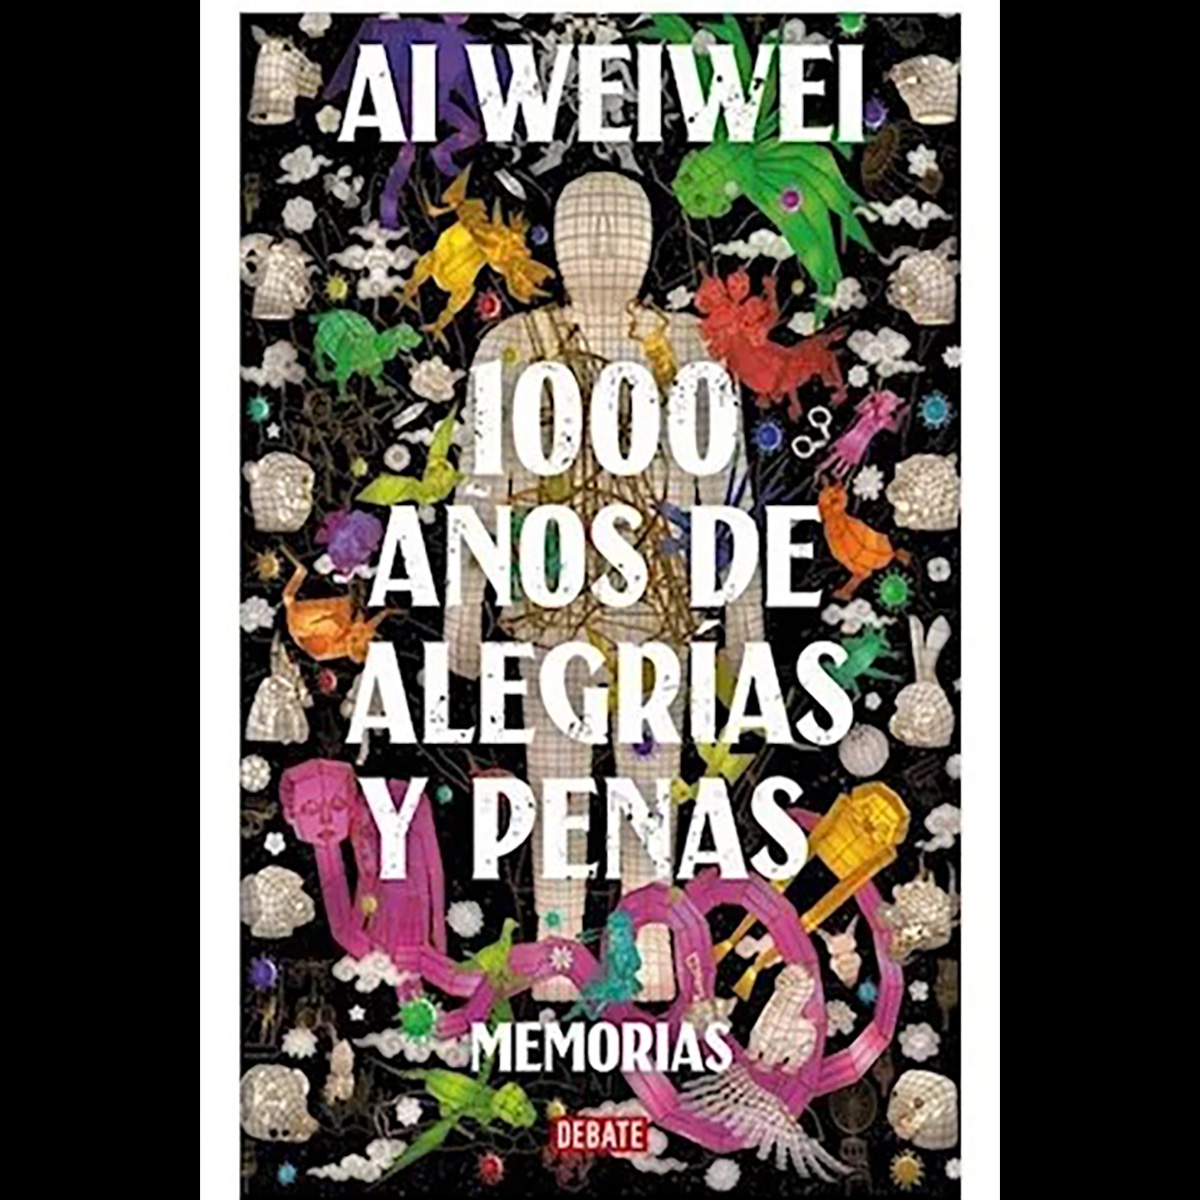 AI WEIWEI
1000
AÑOS DE
ALEGRÍAS
Y PENAS
MEMORIAS
DEBATE